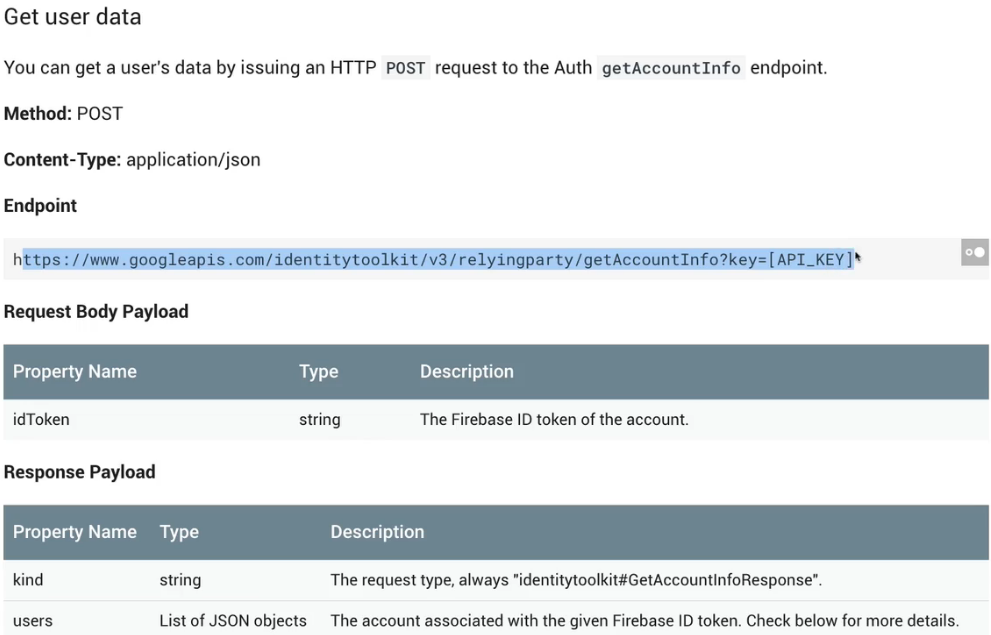 Get user data
You can get a user's data by issuing an HTTP POST request to the Auth getAccountInfo endpoint.
Method: POST
Content-Type: application/json
Endpoint
https://www.googleapis.com/identitytoolkit/v3/relyingparty/getAccountInfo?key=[API_KEY]
Request Body Payload
Property Name Type Description
idToken string The Firebase ID token of the account.
Response Payload
Property Name Type Description
kind string The request type, always "identitytoolkit#GetAccountInfoResponse".
users List of JSON objects The account associated with the given Firebase ID token. Check below for more details.